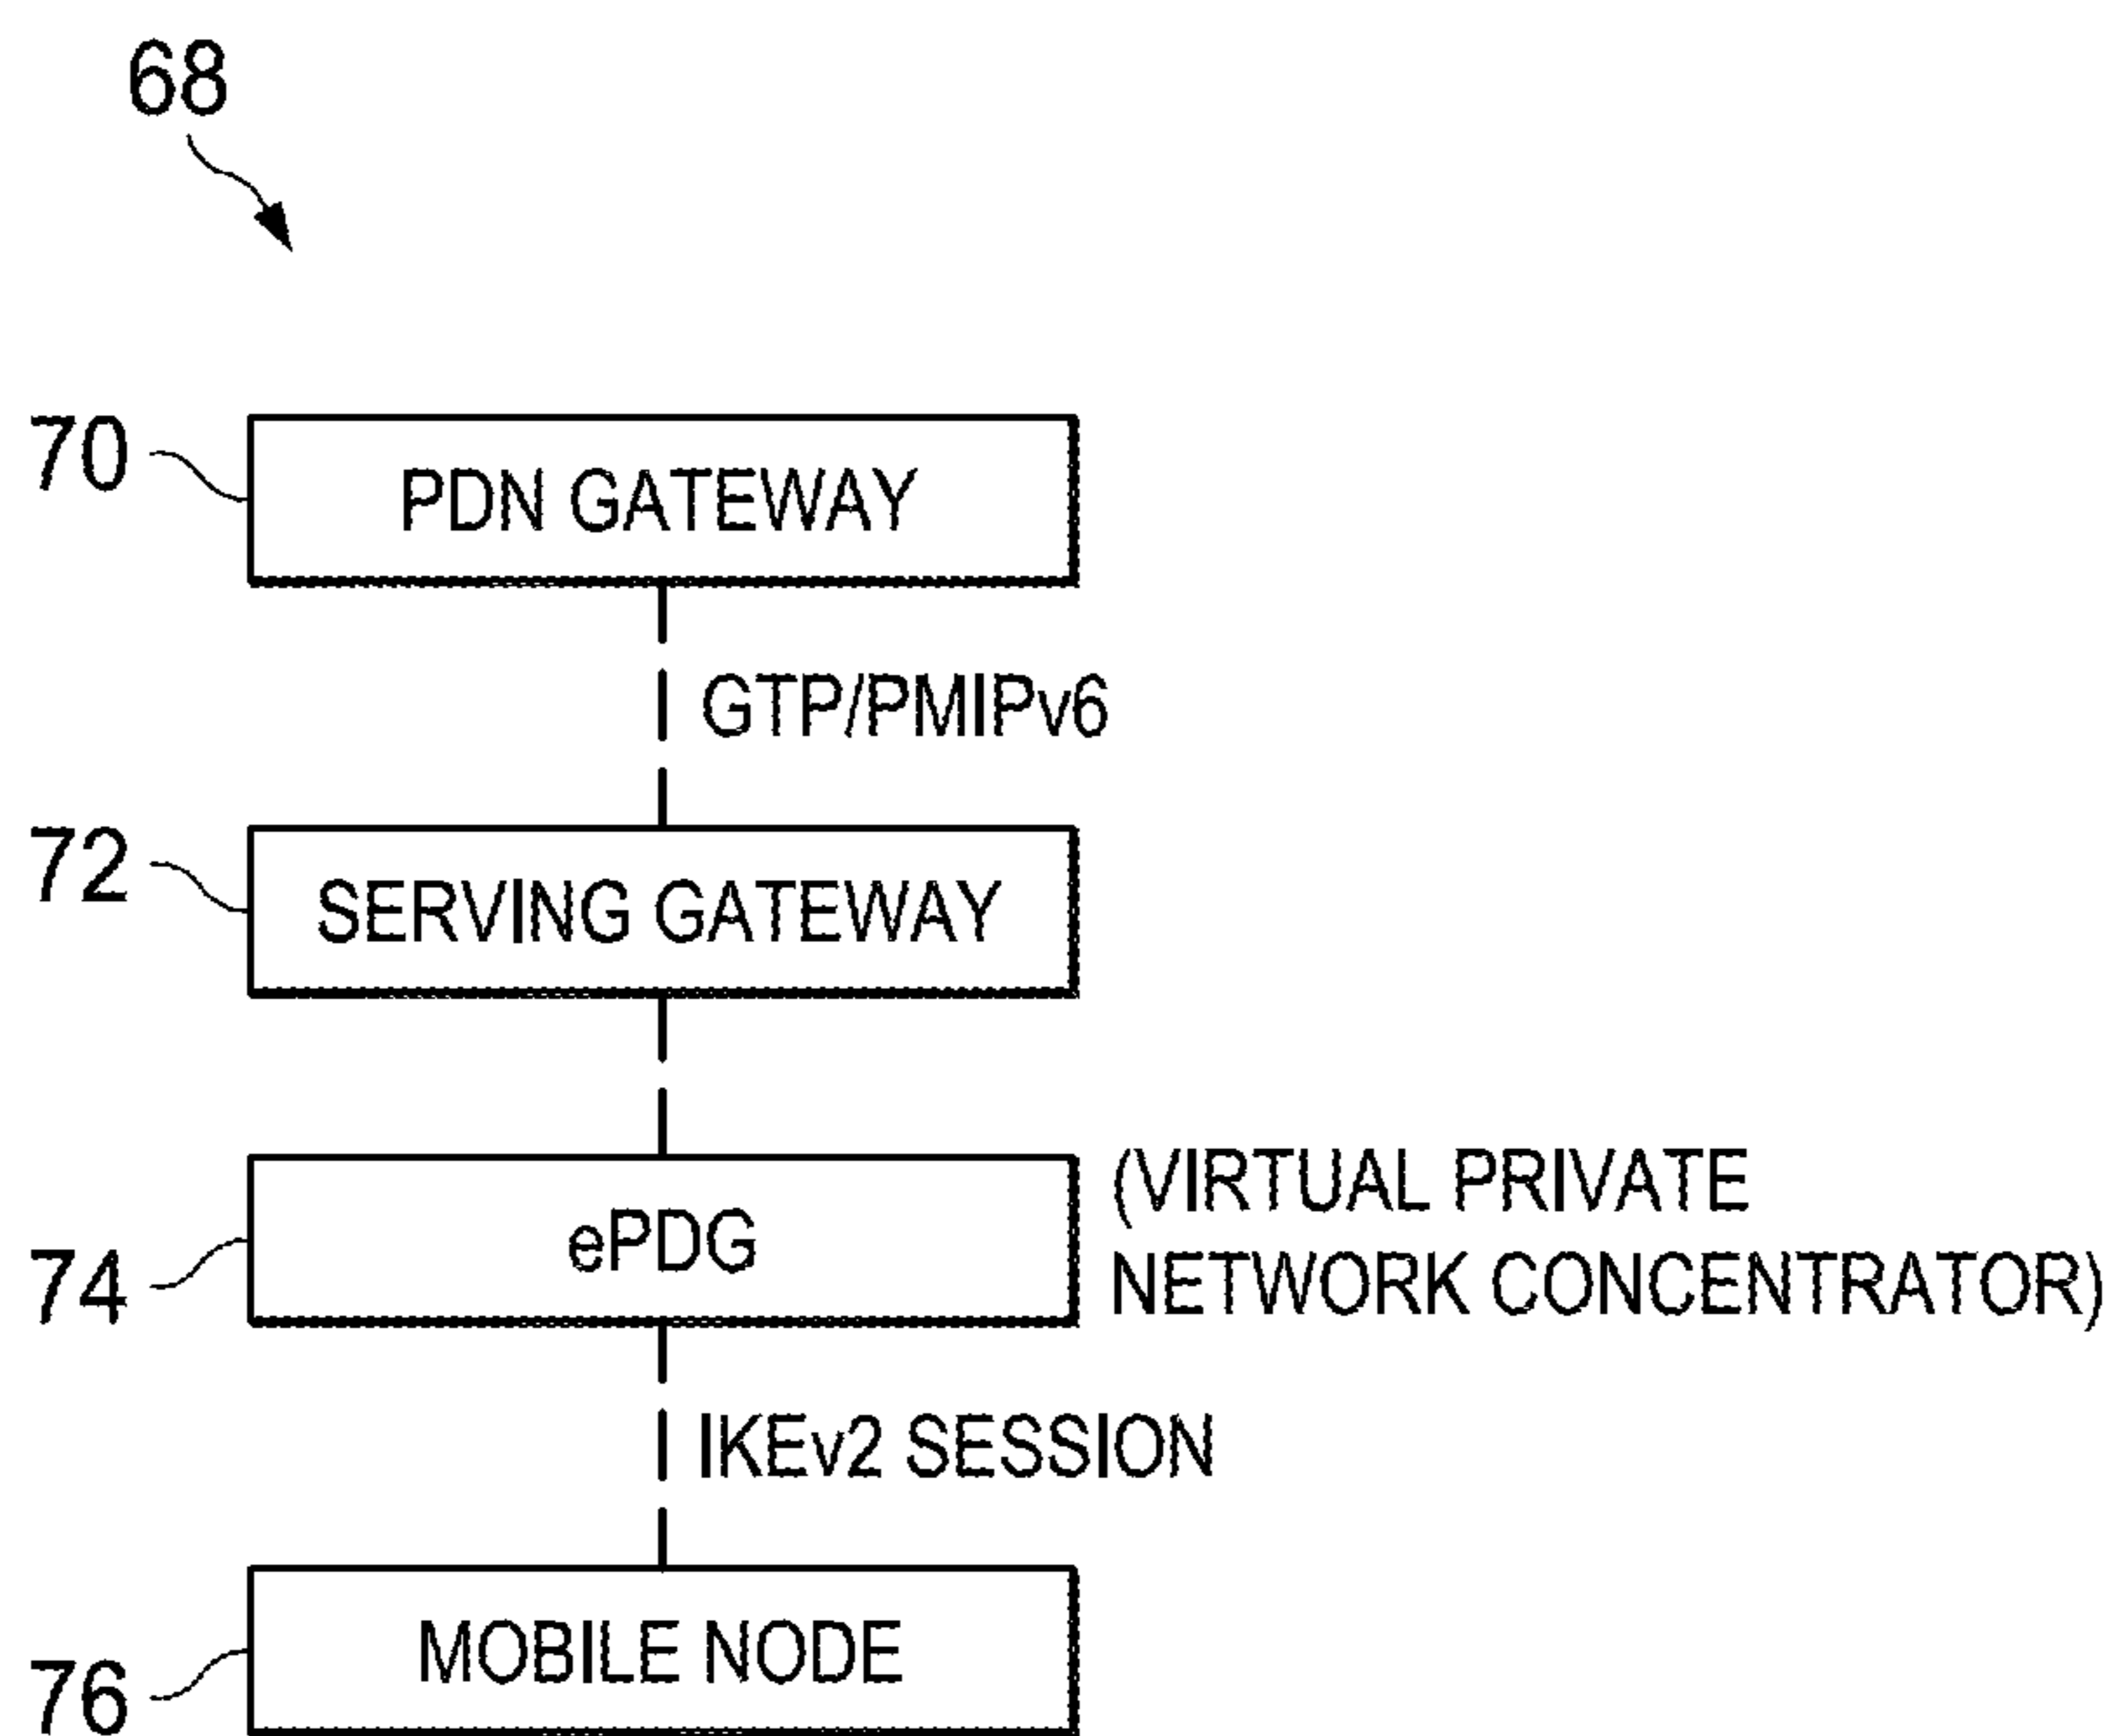 68
70
PDN GATEWAY
GTP/PMIPv6
72
SERVING GATEWAY
74
ePDG
(VIRTUAL PRIVATE
NETWORK CONCENTRATOR)
IKEv2 SESSION
76
MOBILE NODE